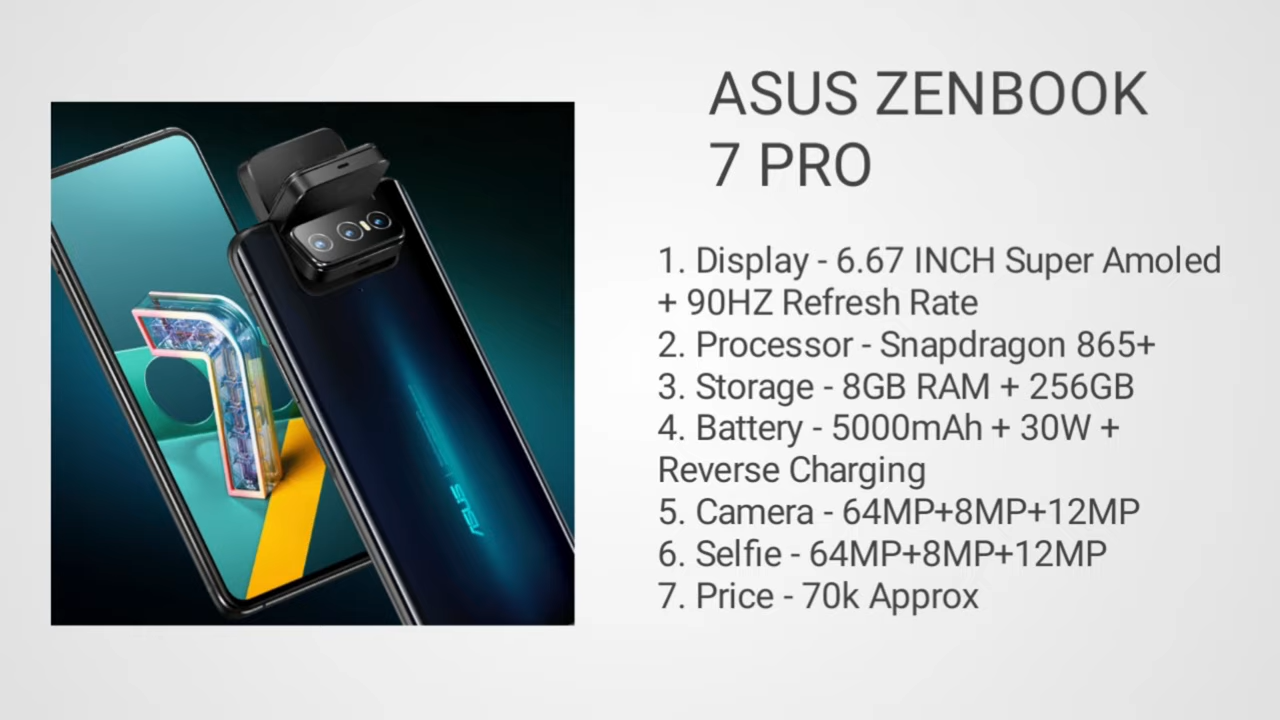 ASUS ZENBOOK
7 PRO
1. Display - 6.67 INCH Super Amoled
+ 90HZ Refresh Rate
2. Processor - Snapdragon 865+
3. Storage - 8GB RAM + 256GB
4. Battery - 5000mAh + 30W +
Reverse Charging
5. Camera - 64MP+8MP+12MP
6. Selfie - 64MP+8MP+12MP
7. Price - 70k Approx
7
ASUS